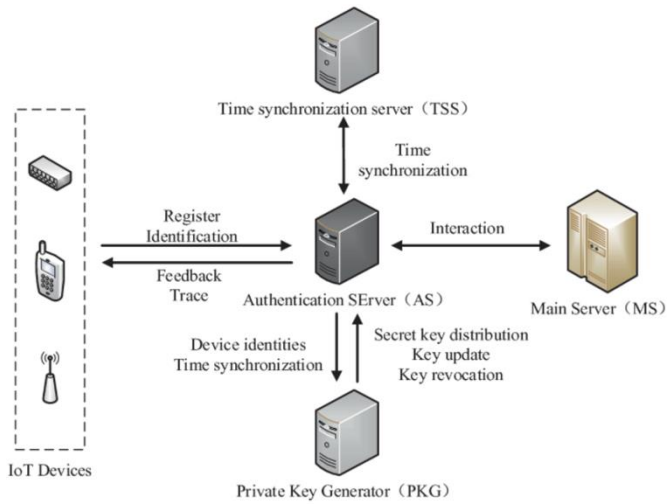 Time synchronization server（TSS）
Time
synchronization
Register
Identification
Interaction
Feedback
Trace
Authentication SErver（AS）
Main Server（MS）
Device identities
Time synchronization
Secret key distribution
Key update
Key revocation
IoT Devices
Private Key Generator（PKG）